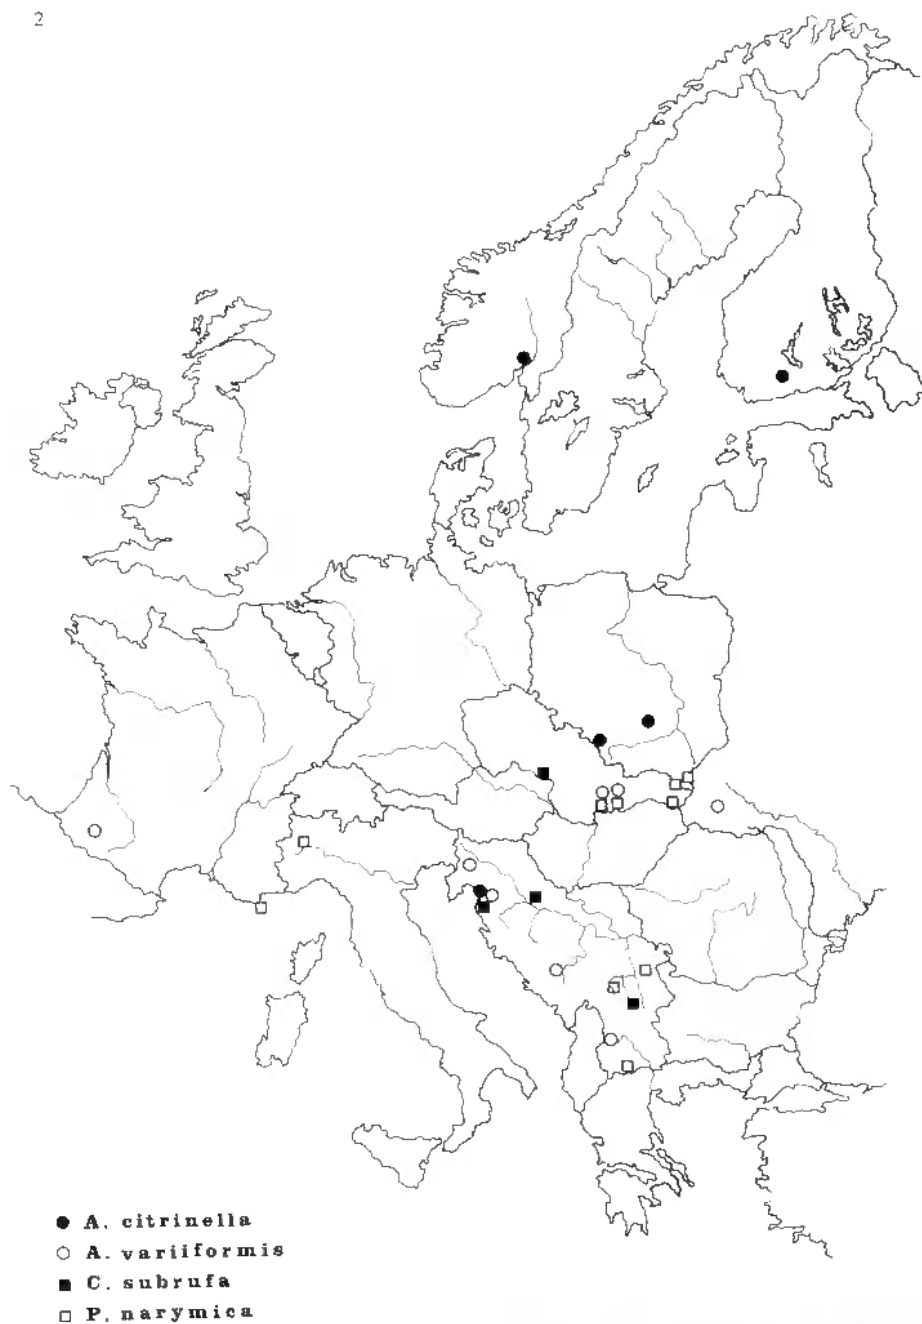 2
A. citrinella
A. variiformis
C. subrufa
P. narymica